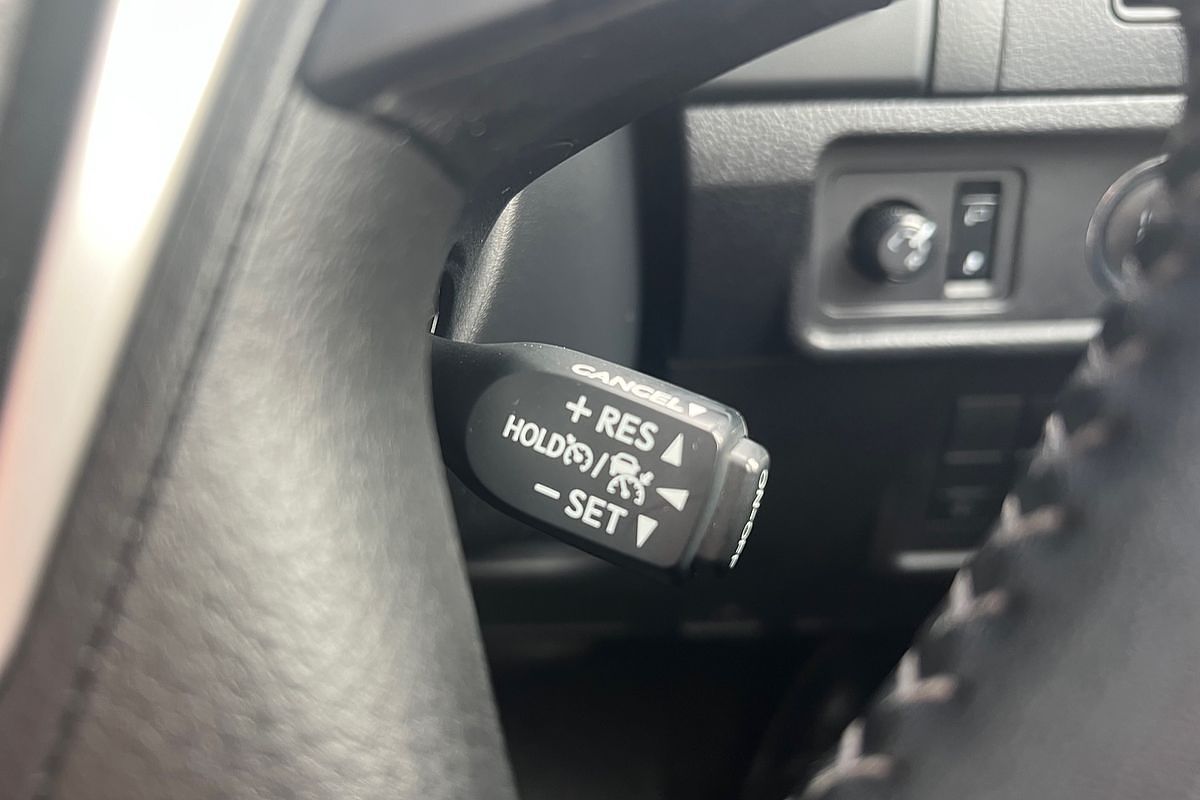 CANCEL▼
+ RES ▲
HOLD / ◀
− SET ▼
ON-OFF